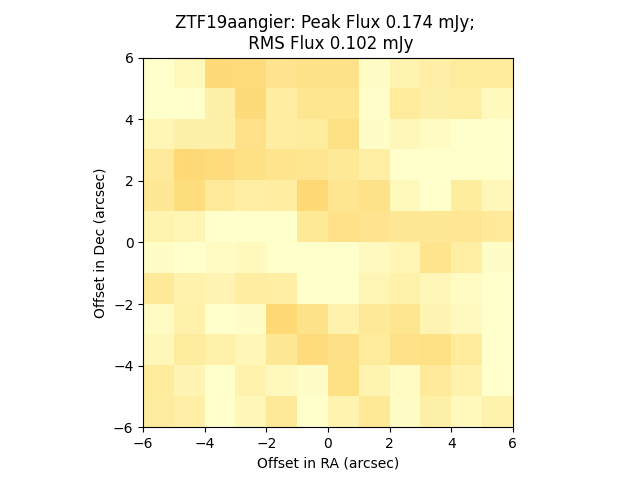 ZTF19aangier: Peak Flux 0.174 mJy;
RMS Flux 0.102 mJy
6
4
2
0
−2
−4
−6
Offset in Dec (arcsec)
−6 −4 −2 0 2 4 6
Offset in RA (arcsec)